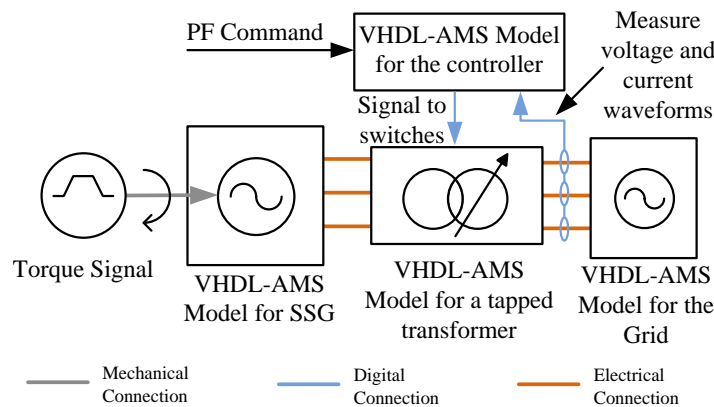 PF Command
VHDL-AMS Model
for the controller
Measure
voltage and
current
waveforms
Signal to
switches
Torque Signal
VHDL-AMS
Model for SSG
VHDL-AMS
Model for a tapped
transformer
VHDL-AMS
Model for the
Grid
Mechanical
Connection
Digital
Connection
Electrical
Connection